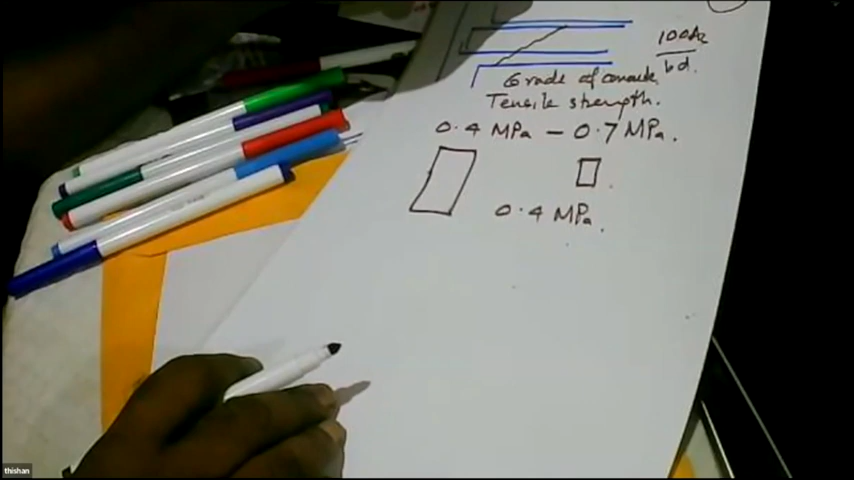 100As
bd.
Grade of concrete.
Tensile strength.
0.4 MPa – 0.7 MPa.
0.4 MPa.
thishan